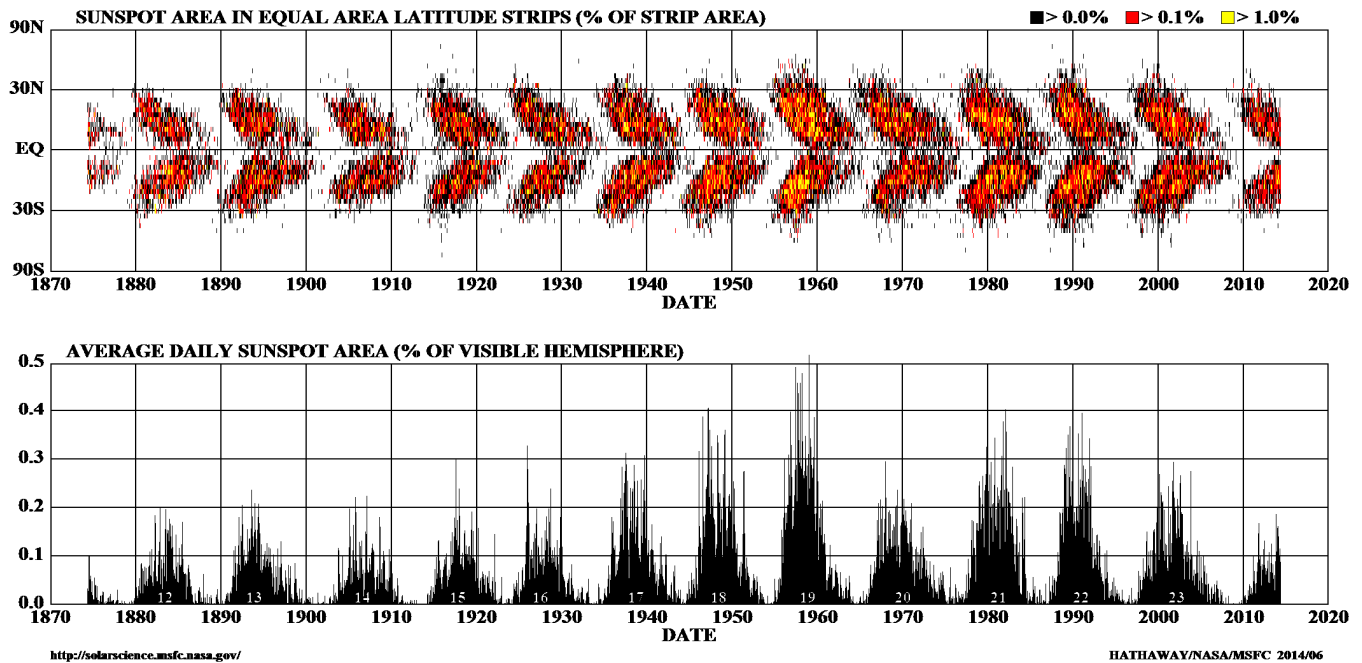 SUNSPOT AREA IN EQUAL AREA LATITUDE STRIPS (% OF STRIP AREA) > 0.0% > 0.1% > 1.0%
90N
30N
EQ
30S
90S
1870 1880 1890 1900 1910 1920 1930 1940 1950 1960 1970 1980 1990 2000 2010 2020
DATE
AVERAGE DAILY SUNSPOT AREA (% OF VISIBLE HEMISPHERE)
0.5
0.4
0.3
0.2
0.1
0.0
12 13 14 15 16 17 18 19 20 21 22 23
1870 1880 1890 1900 1910 1920 1930 1940 1950 1960 1970 1980 1990 2000 2010 2020
DATE
http://solarscience.msfc.nasa.gov/ HATHAWAY/NASA/MSFC 2014/06